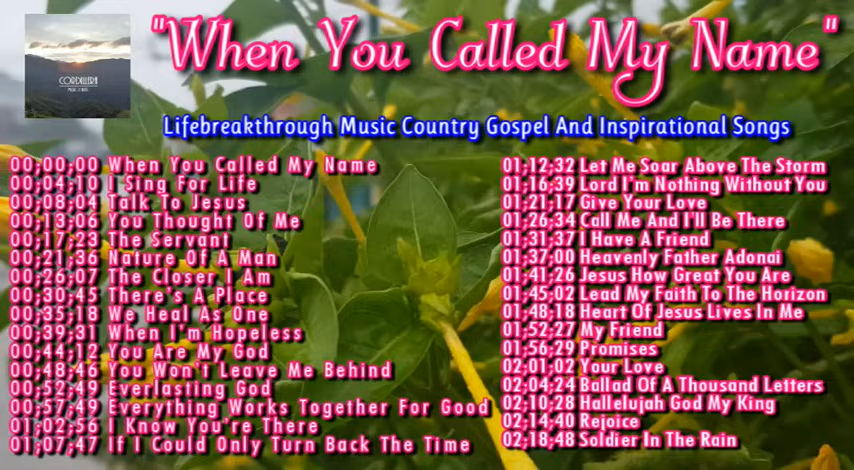 "When You Called My Name"
CORDILLERA
Lifebreakthrough Music Country Gospel And Inspirational Songs
00;00;00 When You Called My Name
00;04;10 I Sing For Life
00;08;04 Talk To Jesus
00;13;06 You Thought Of Me
00;17;23 The Servant
00;21;36 Nature Of A Man
00;26;07 The Closer I Am
00;30;45 There's A Place
00;35;18 We Heal As One
00;39;31 When I'm Hopeless
00;44;12 You Are My God
00;48;46 You Won't Leave Me Behind
00;52;49 Everlasting God
00;57;49 Everything Works Together For Good
01;02;56 I Know You're There
01;07;47 If I Could Only Turn Back The Time
01;12;32 Let Me Soar Above The Storm
01;16;39 Lord I'm Nothing Without You
01;21;17 Give Your Love
01;26;34 Call Me And I'll Be There
01;31;37 I Have A Friend
01;37;00 Heavenly Father Adonai
01;41;26 Jesus How Great You Are
01;45;02 Lead My Faith To The Horizon
01;48;18 Heart Of Jesus Lives In Me
01;52;27 My Friend
01;56;29 Promises
02;01;02 Your Love
02;04;24 Ballad Of A Thousand Letters
02;10;28 Hallelujah God My King
02;14;40 Rejoice
02;18;48 Soldier In The Rain